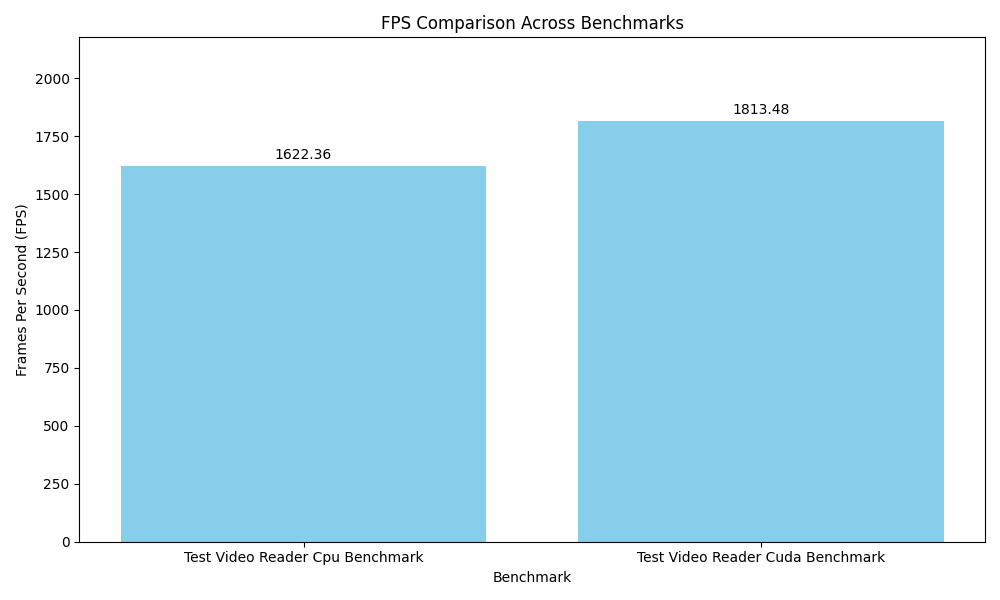 FPS Comparison Across Benchmarks
2000
1750
1500
1250
1000
750
500
250
0
Frames Per Second (FPS)
1622.36
1813.48
Test Video Reader Cpu Benchmark
Test Video Reader Cuda Benchmark
Benchmark